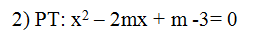 2) PT: x² – 2mx + m -3= 0